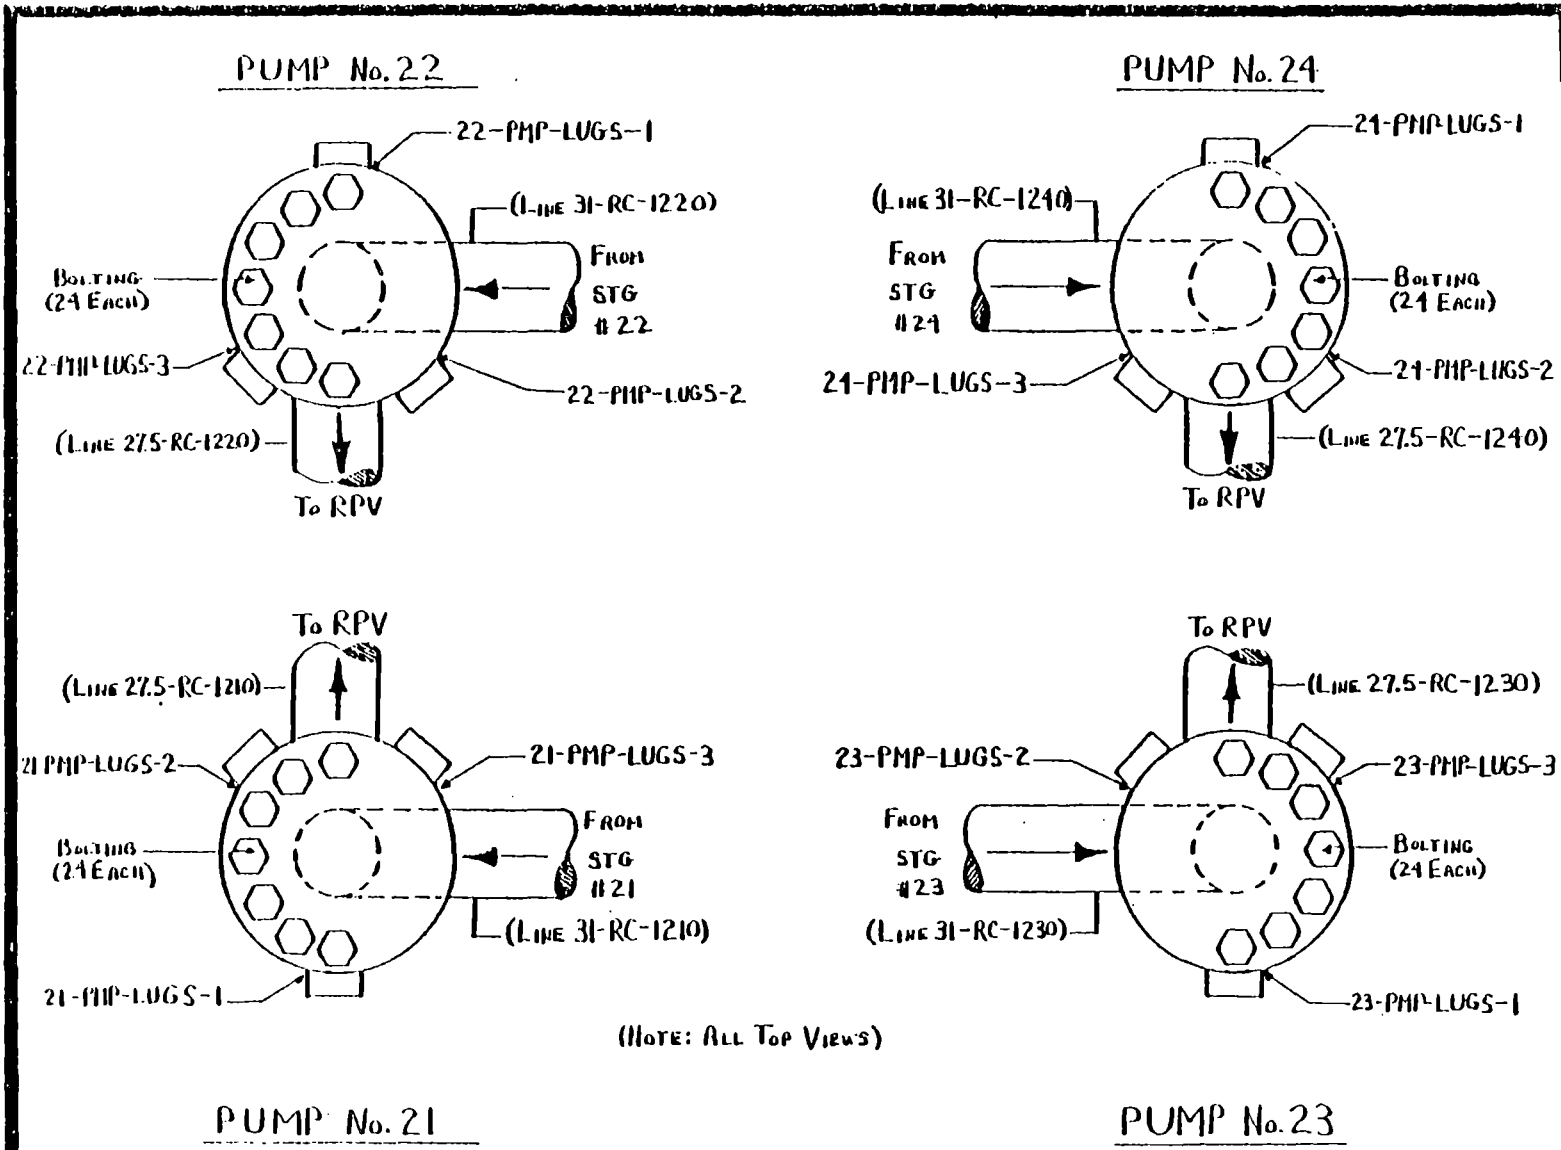 PUMP No. 22
22-PMP-LUGS-1
(LINE 31-RC-1220)
FROM
STG
#22
BOLTING
(24 EACH)
22-PMP-LUGS-3
22-PMP-LUGS-2
(LINE 27.5-RC-1220)
To RPV
PUMP No. 24
24-PMP-LUGS-1
(LINE 31-RC-1240)
FROM
STG
#24
BOLTING
(24 EACH)
24-PMP-LUGS-3
24-PMP-LUGS-2
(LINE 27.5-RC-1240)
To RPV
To RPV
(LINE 27.5-RC-1210)
21 PMP-LUGS-2
21-PMP-LUGS-3
BOLTING
(24 EACH)
FROM
STG
#21
(LINE 31-RC-1210)
21-PMP-LUGS-1
PUMP No. 21
To RPV
(LINE 27.5-RC-1230)
23-PMP-LUGS-2
23-PMP-LUGS-3
FROM
STG
#23
BOLTING
(24 EACH)
(LINE 31-RC-1230)
23-PMP-LUGS-1
(NOTE: ALL TOP VIEWS)
PUMP No. 23